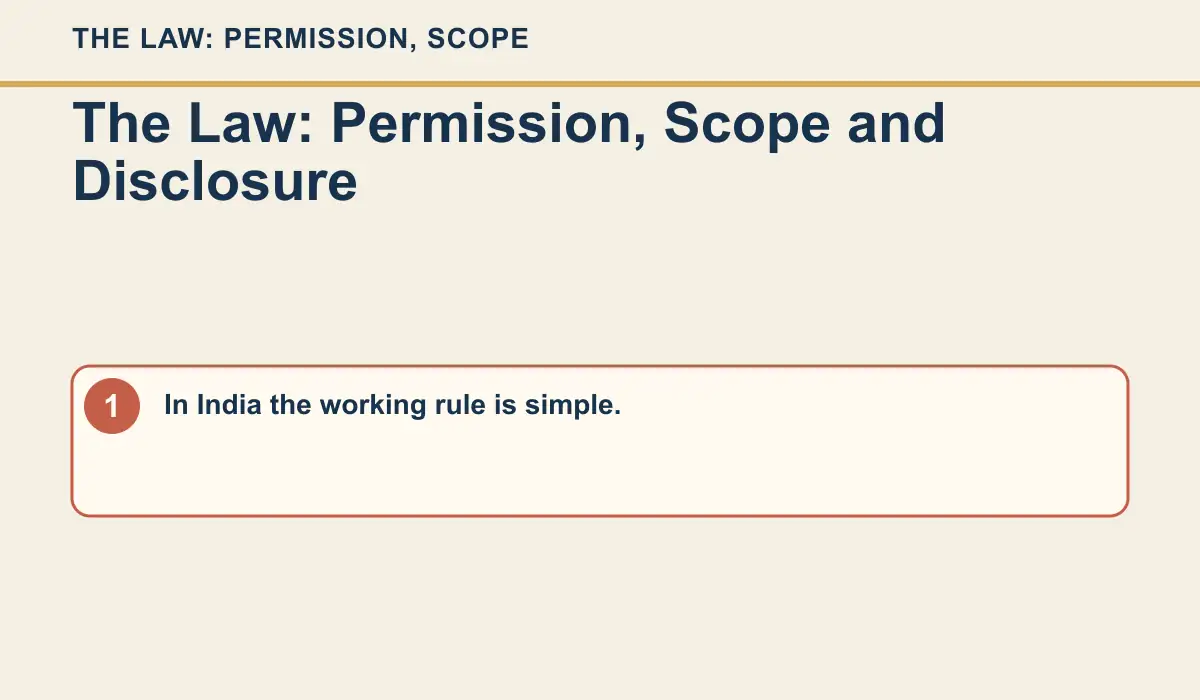 THE LAW: PERMISSION, SCOPE
The Law: Permission, Scope and
Disclosure
1 In India the working rule is simple.